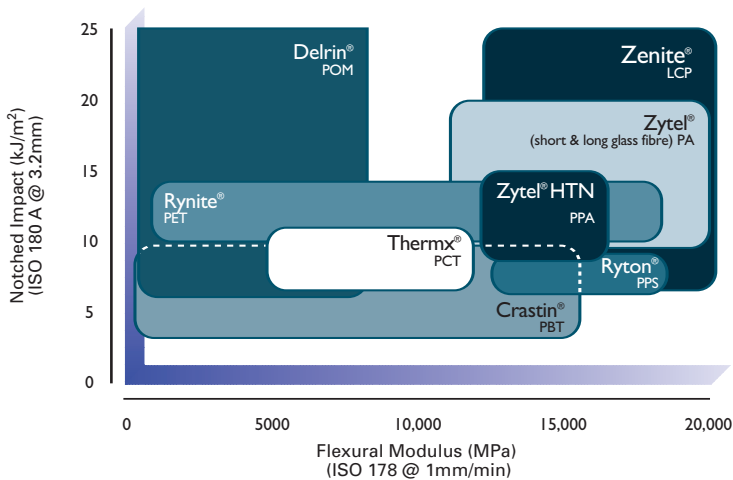 Notched Impact (kJ/m²)
(ISO 180 A @ 3.2mm)
25
20
15
10
5
0
Delrin®
POM
Zenite®
LCP
Zytel®
(short & long glass fibre) PA
Rynite®
PET
Zytel® HTN
PPA
Thermx®
PCT
Ryton®
PPS
Crastin®
PBT
0
5000
10,000
15,000
20,000
Flexural Modulus (MPa)
(ISO 178 @ 1mm/min)